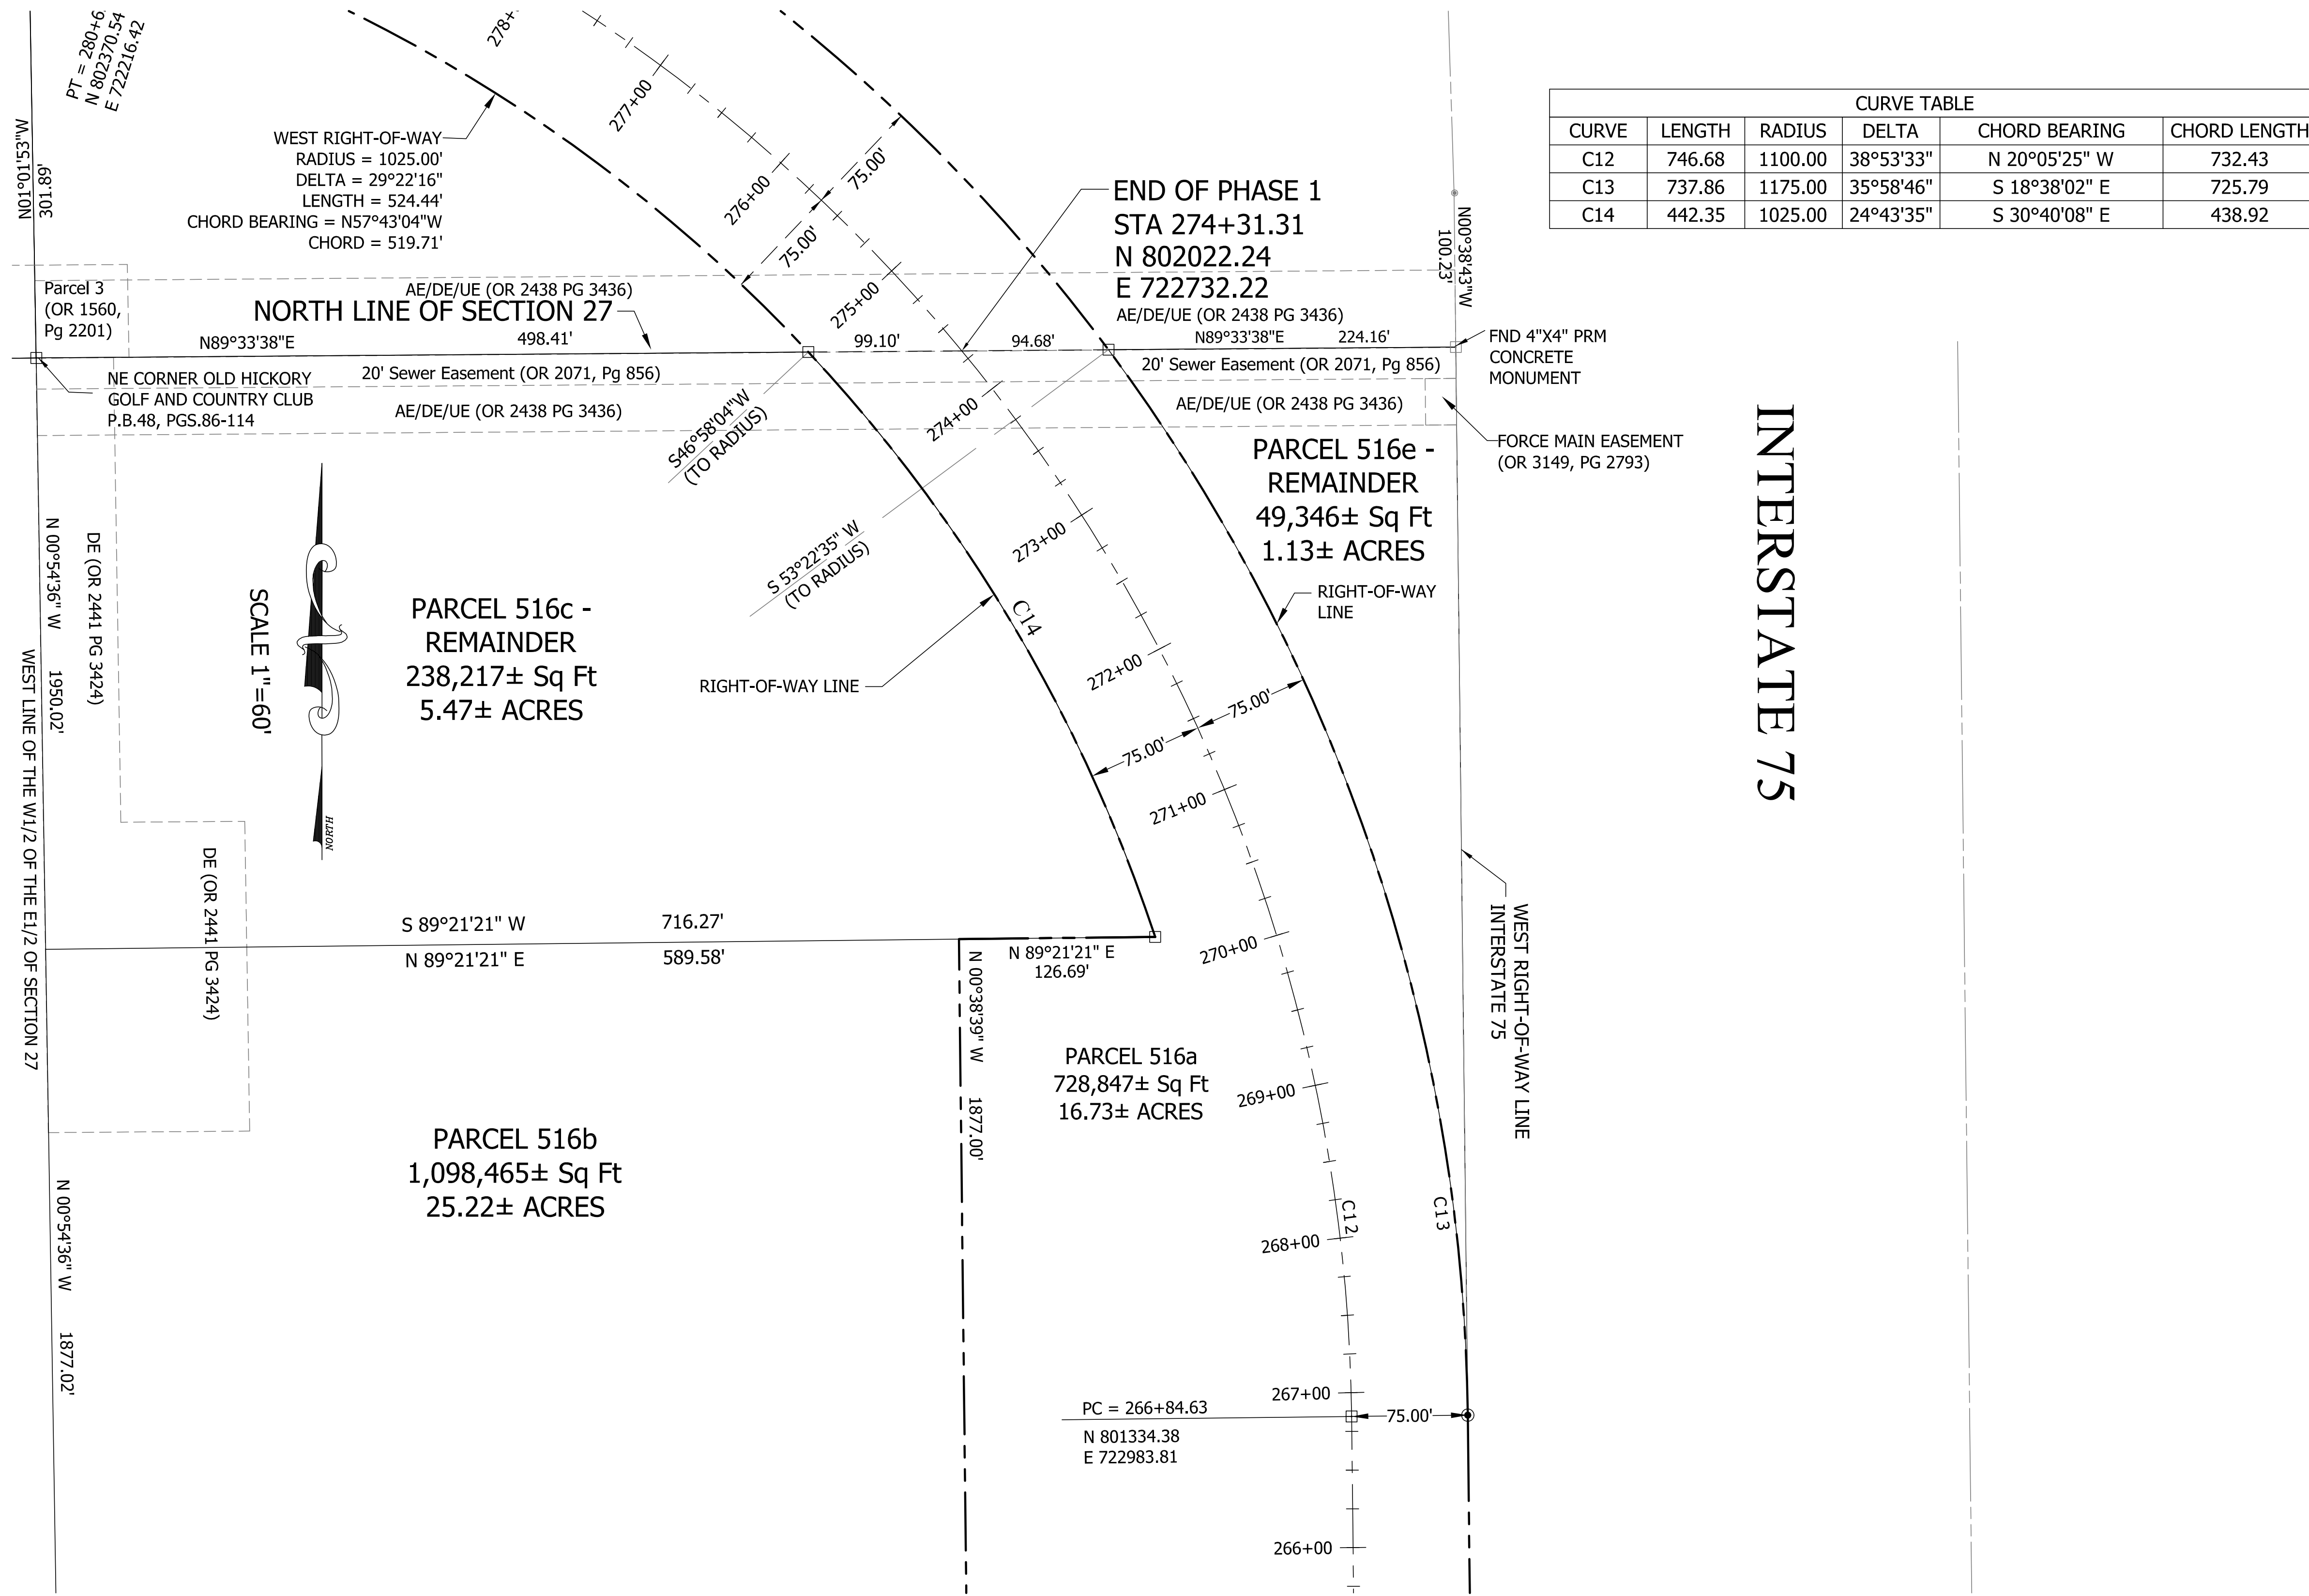 PT = 280+6
N 802370.54
E 722216.42
N01°01'53"W
301.89'
278+
277+00
276+00
275+00
274+00
273+00
272+00
271+00
270+00
269+00
268+00
267+00
266+00
WEST RIGHT-OF-WAY
RADIUS = 1025.00'
DELTA = 29°22'16"
LENGTH = 524.44'
CHORD BEARING = N57°43'04"W
CHORD = 519.71'
75.00'
75.00'
END OF PHASE 1
STA 274+31.31
N 802022.24
E 722732.22
AE/DE/UE (OR 2438 PG 3436)
N89°33'38"E 224.16'
20' Sewer Easement (OR 2071, Pg 856)
AE/DE/UE (OR 2438 PG 3436)
N00°38'43"W
100.23'
CURVE TABLE
CURVE LENGTH RADIUS DELTA CHORD BEARING CHORD LENGTH
C12 746.68 1100.00 38°53'33" N 20°05'25" W 732.43
C13 737.86 1175.00 35°58'46" S 18°38'02" E 725.79
C14 442.35 1025.00 24°43'35" S 30°40'08" E 438.92
Parcel 3
(OR 1560,
Pg 2201)
AE/DE/UE (OR 2438 PG 3436)
NORTH LINE OF SECTION 27
N89°33'38"E 498.41'
99.10'
94.68'
20' Sewer Easement (OR 2071, Pg 856)
AE/DE/UE (OR 2438 PG 3436)
NE CORNER OLD HICKORY
GOLF AND COUNTRY CLUB
P.B.48, PGS.86-114
FND 4"X4" PRM
CONCRETE
MONUMENT
FORCE MAIN EASEMENT
(OR 3149, PG 2793)
INTERSTATE 75
S46°58'04"W
(TO RADIUS)
S 53°22'35" W
(TO RADIUS)
PARCEL 516e -
REMAINDER
49,346± Sq Ft
1.13± ACRES
RIGHT-OF-WAY
LINE
N 00°54'36" W 1950.02'
DE (OR 2441 PG 3424)
WEST LINE OF THE W1/2 OF THE E1/2 OF SECTION 27
SCALE 1"=60'
NORTH
PARCEL 516c -
REMAINDER
238,217± Sq Ft
5.47± ACRES
RIGHT-OF-WAY LINE
C14
75.00'
75.00'
DE (OR 2441 PG 3424)
S 89°21'21" W 716.27'
N 89°21'21" E 589.58'
N 89°21'21" E
126.69'
N 00°38'39" W 1877.00'
WEST RIGHT-OF-WAY LINE
INTERSTATE 75
PARCEL 516a
728,847± Sq Ft
16.73± ACRES
PARCEL 516b
1,098,465± Sq Ft
25.22± ACRES
N 00°54'36" W 1877.02'
C12
C13
PC = 266+84.63
N 801334.38
E 722983.81
75.00'